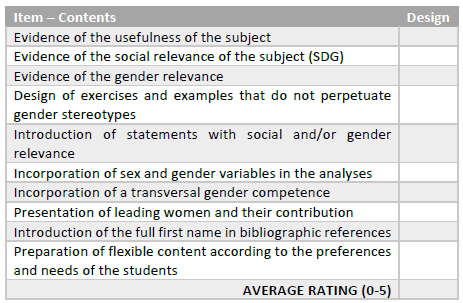 Item – Contents Design
Evidence of the usefulness of the subject
Evidence of the social relevance of the subject (SDG)
Evidence of the gender relevance
Design of exercises and examples that do not perpetuate
gender stereotypes
Introduction of statements with social and/or gender
relevance
Incorporation of sex and gender variables in the analyses
Incorporation of a transversal gender competence
Presentation of leading women and their contribution
Introduction of the full first name in bibliographic references
Preparation of flexible content according to the preferences
and needs of the students
AVERAGE RATING (0-5)